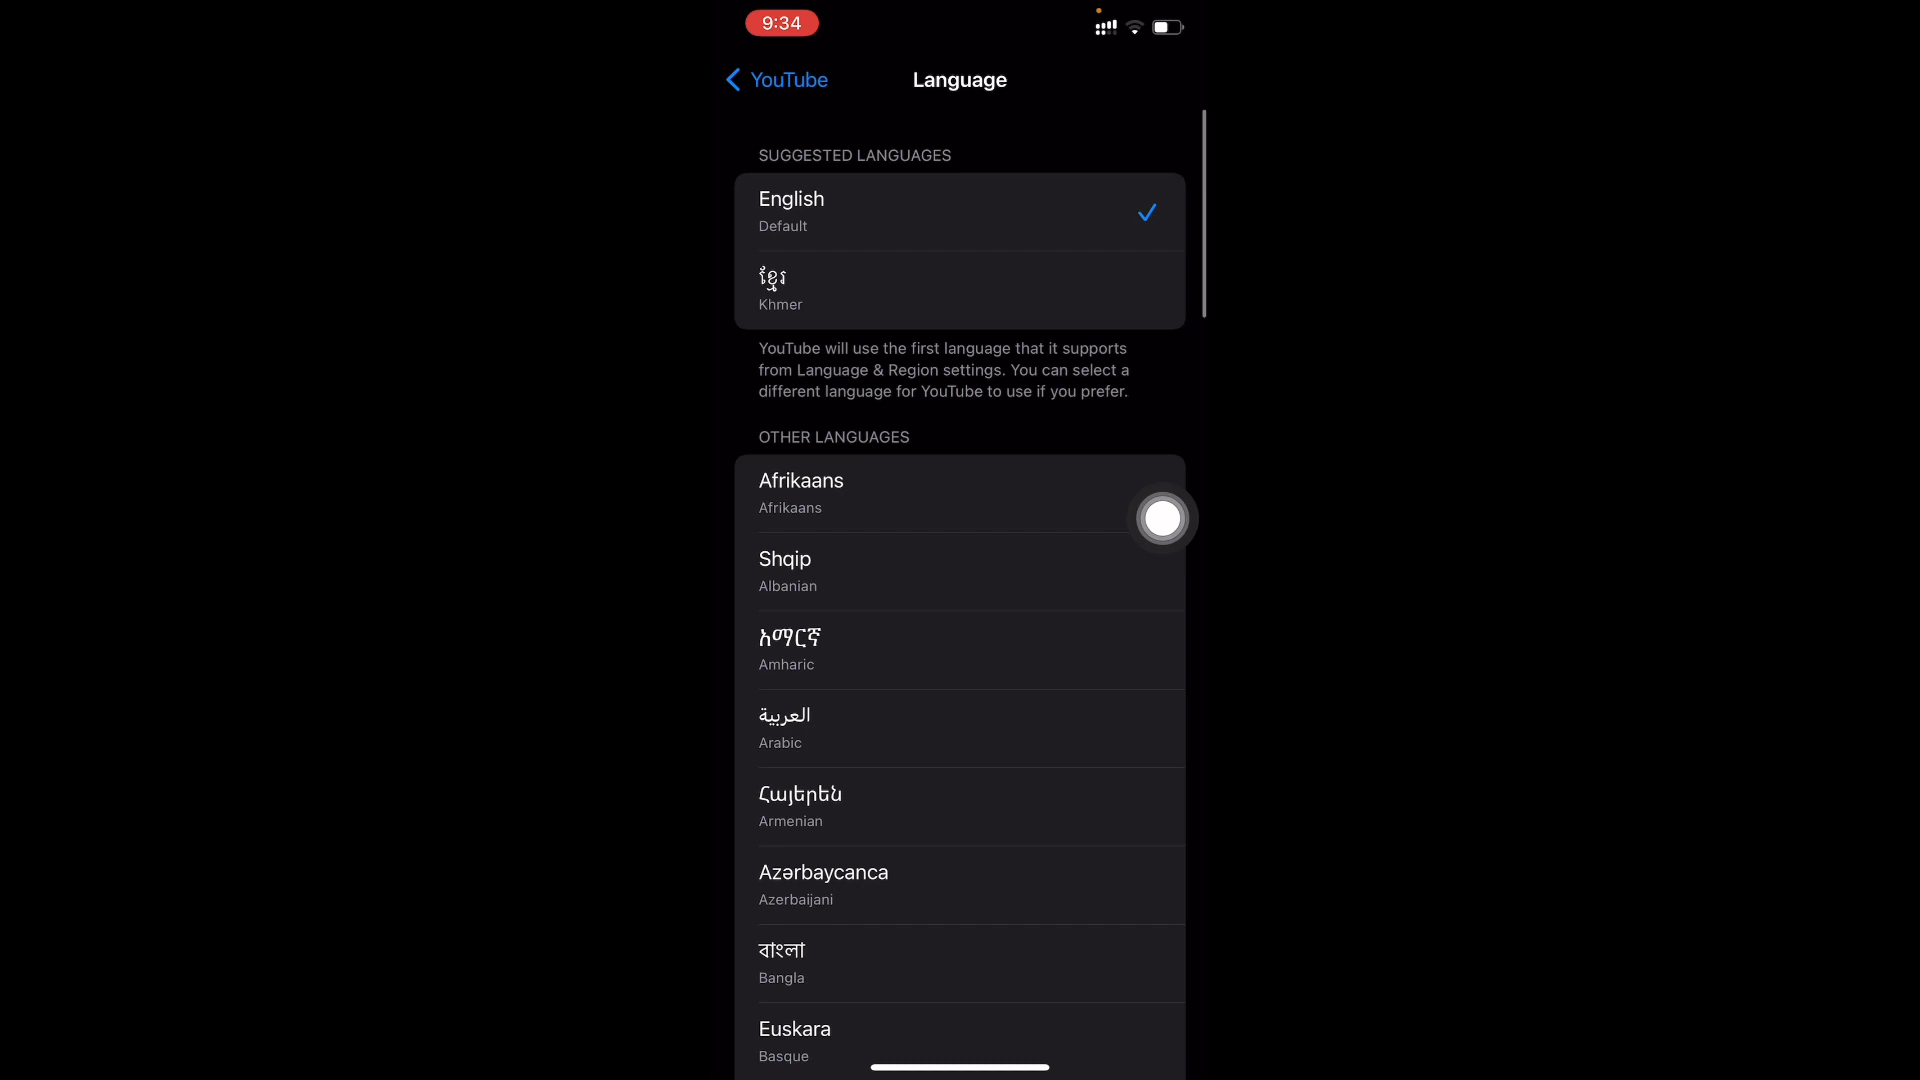 9:34
YouTube
Language
SUGGESTED LANGUAGES
English
Default
ខ្មែរ
Khmer
YouTube will use the first language that it supports
from Language & Region settings. You can select a
different language for YouTube to use if you prefer.
OTHER LANGUAGES
Afrikaans
Afrikaans
Shqip
Albanian
አማርኛ
Amharic
العربية
Arabic
Հայերեն
Armenian
Azərbaycanca
Azerbaijani
বাংলা
Bangla
Euskara
Basque